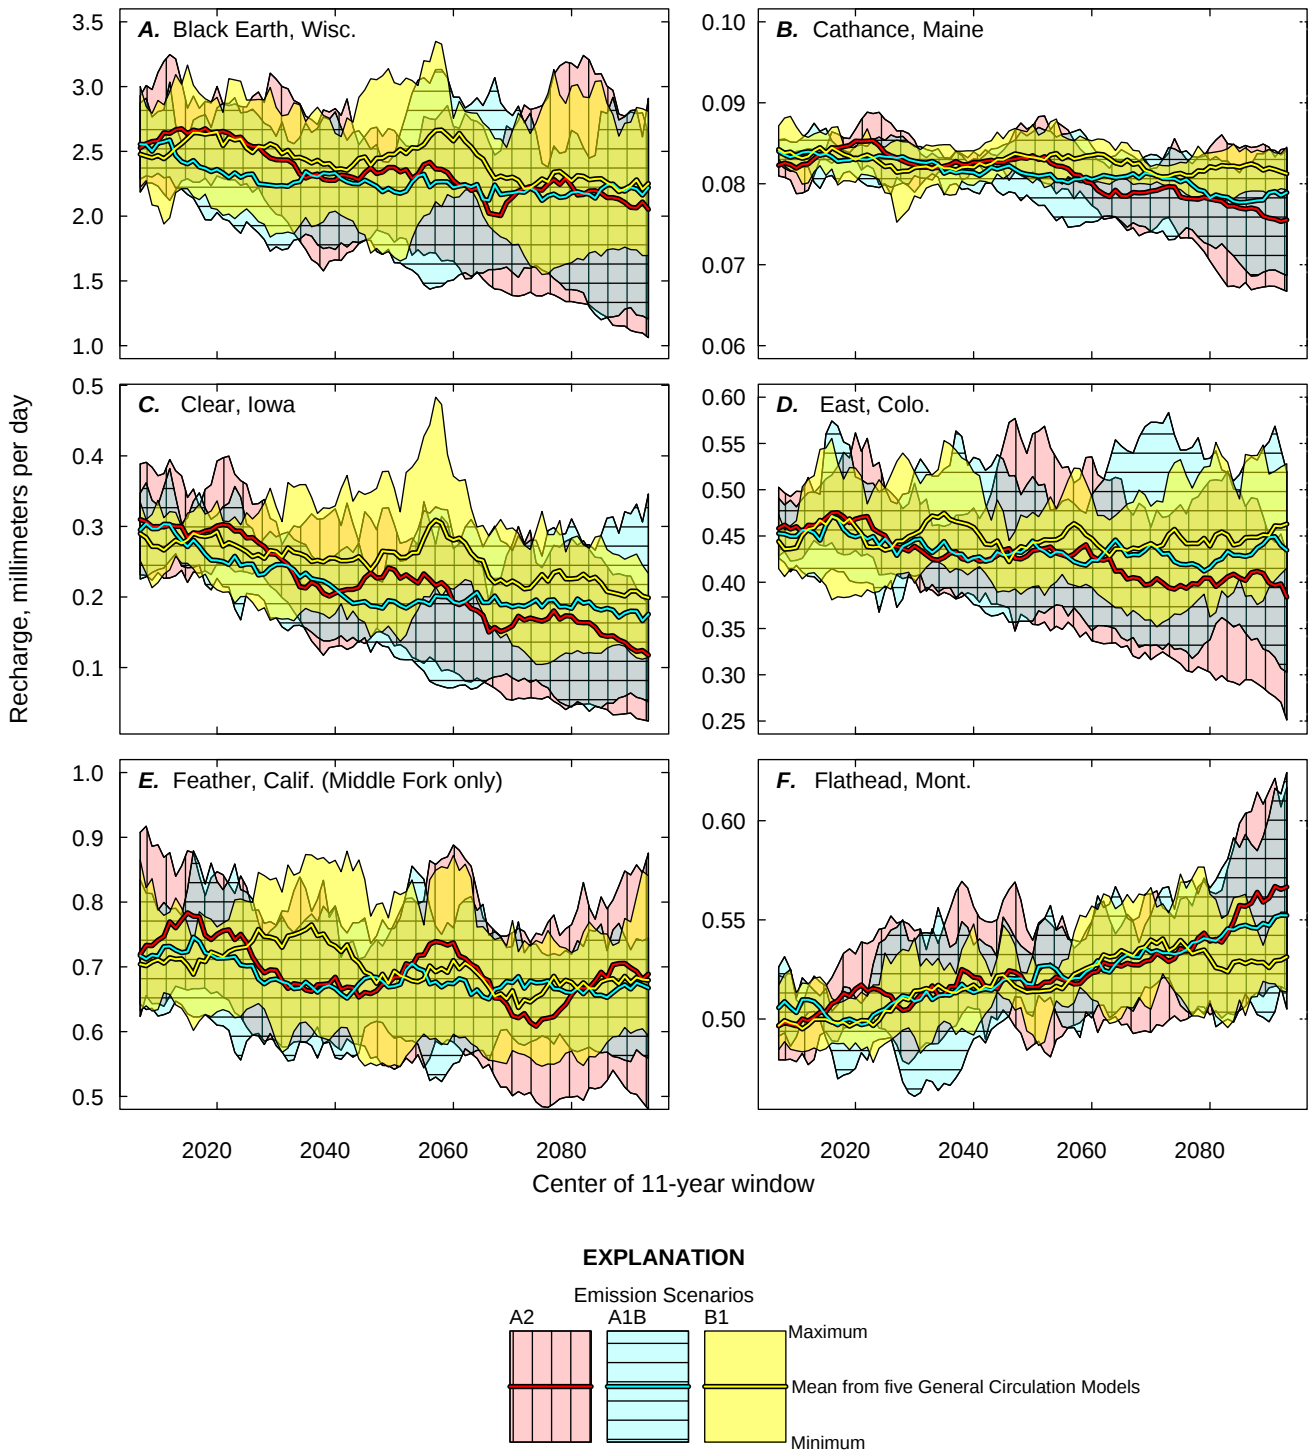 A. Black Earth, Wisc.
3.5
3.0
2.5
2.0
1.5
1.0
B. Cathance, Maine
0.10
0.09
0.08
0.07
0.06
C. Clear, Iowa
0.5
0.4
0.3
0.2
0.1
D. East, Colo.
0.60
0.55
0.50
0.45
0.40
0.35
0.30
0.25
Recharge, millimeters per day
E. Feather, Calif. (Middle Fork only)
1.0
0.9
0.8
0.7
0.6
0.5
F. Flathead, Mont.
0.60
0.55
0.50
2020 2040 2060 2080
2020 2040 2060 2080
Center of 11-year window
EXPLANATION
Emission Scenarios
A2 A1B B1
Maximum
Mean from five General Circulation Models
Minimum